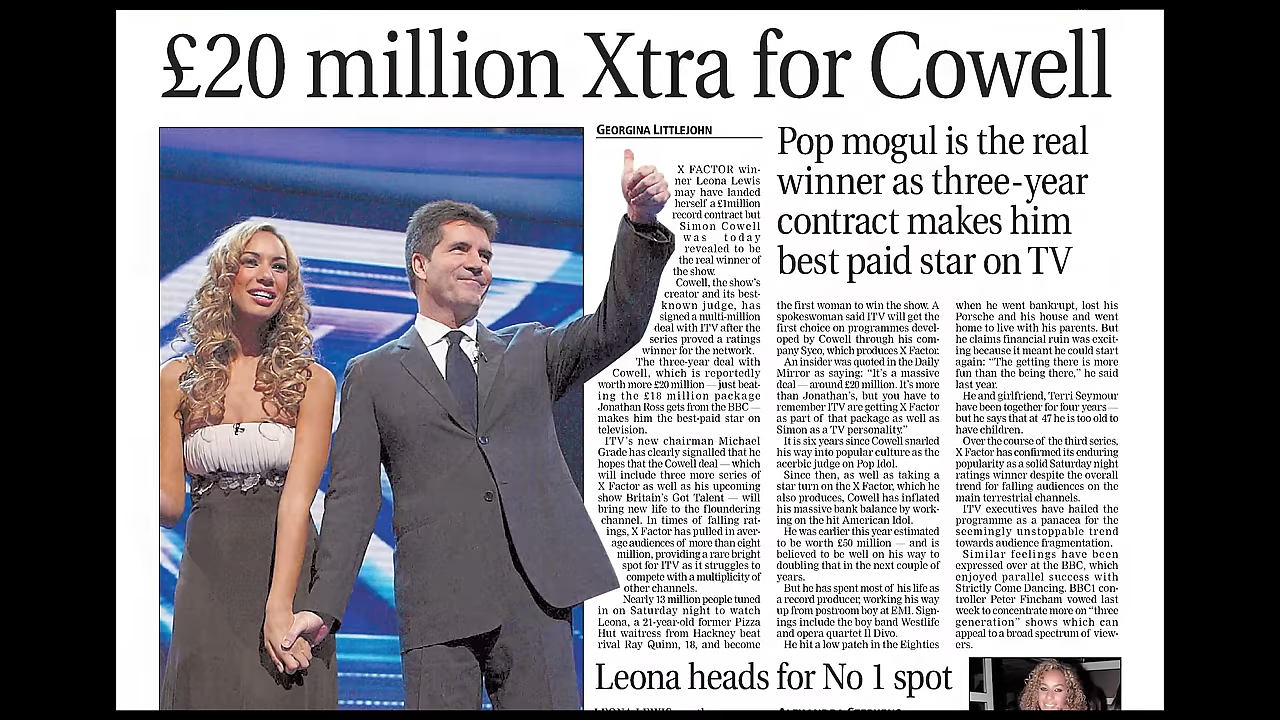 £20 million Xtra for Cowell
GEORGINA LITTLEJOHN
X FACTOR win-
ner Leona Lewis
may have landed
herself a £1million
record contract but
Simon Cowell
was today
revealed to be
the real winner of
the show.
Cowell, the show's
creator and its best-
known judge, has
signed a multi-million
deal with ITV after the
series proved a ratings
winner for the network.
The three-year deal with
Cowell, which is reportedly
worth more £20 million — just beat-
ing the £18 million package
Jonathan Ross gets from the BBC —
makes him the best-paid star on
television.
ITV's new chairman Michael
Grade has clearly signalled that he
hopes that the Cowell deal — which
will include three more series of
X Factor as well as his upcoming
show Britain's Got Talent — will
bring new life to the floundering
channel. In times of falling rat-
ings, X Factor has pulled in aver-
age audiences of more than eight
million, providing a rare bright
spot for ITV as it struggles to
compete with a multiplicity of
other channels.
Nearly 13 million people tuned
in on Saturday night to watch
Leona, a 21-year-old former Pizza
Hut waitress from Hackney beat
rival Ray Quinn, 18, and become
Pop mogul is the real
winner as three-year
contract makes him
best paid star on TV
the first woman to win the show. A
spokeswoman said ITV will get the
first choice on programmes devel-
oped by Cowell through his com-
pany Syco, which produces X Factor.
An insider was quoted in the Daily
Mirror as saying: "It's a massive
deal — around £20 million. It's more
than Jonathan's, but you have to
remember ITV are getting X Factor
as part of that package as well as
Simon as a TV personality."
It is six years since Cowell snarled
his way into popular culture as the
acerbic judge on Pop Idol.
Since then, as well as taking a
star turn on the X Factor, which he
also produces, Cowell has inflated
his massive bank balance by work-
ing on the hit American Idol.
He was earlier this year estimated
to be worth £50 million — and is
believed to be well on his way to
doubling that in the next couple of
years.
But he has spent most of his life as
a record producer, working his way
up from postroom boy at EMI. Sign-
ings include the boy band Westlife
and opera quartet Il Divo.
He hit a low patch in the Eighties
when he went bankrupt, lost his
Porsche and his house and went
home to live with his parents. But
he claims financial ruin was excit-
ing because it meant he could start
again: "The getting there is more
fun than the being there," he said
last year.
He and girlfriend, Terri Seymour
have been together for four years —
but he says that at 47 he is too old to
have children.
Over the course of the third series,
X Factor has confirmed its enduring
popularity as a solid Saturday night
ratings winner despite the overall
trend for falling audiences on the
main terrestrial channels.
ITV executives have hailed the
programme as a panacea for the
seemingly unstoppable trend
towards audience fragmentation.
Similar feelings have been
expressed over at the BBC, which
enjoyed parallel success with
Strictly Come Dancing. BBC1 con-
troller Peter Fincham vowed last
week to concentrate more on "three
generation" shows which can
appeal to a broad spectrum of view-
ers.
Leona heads for No 1 spot